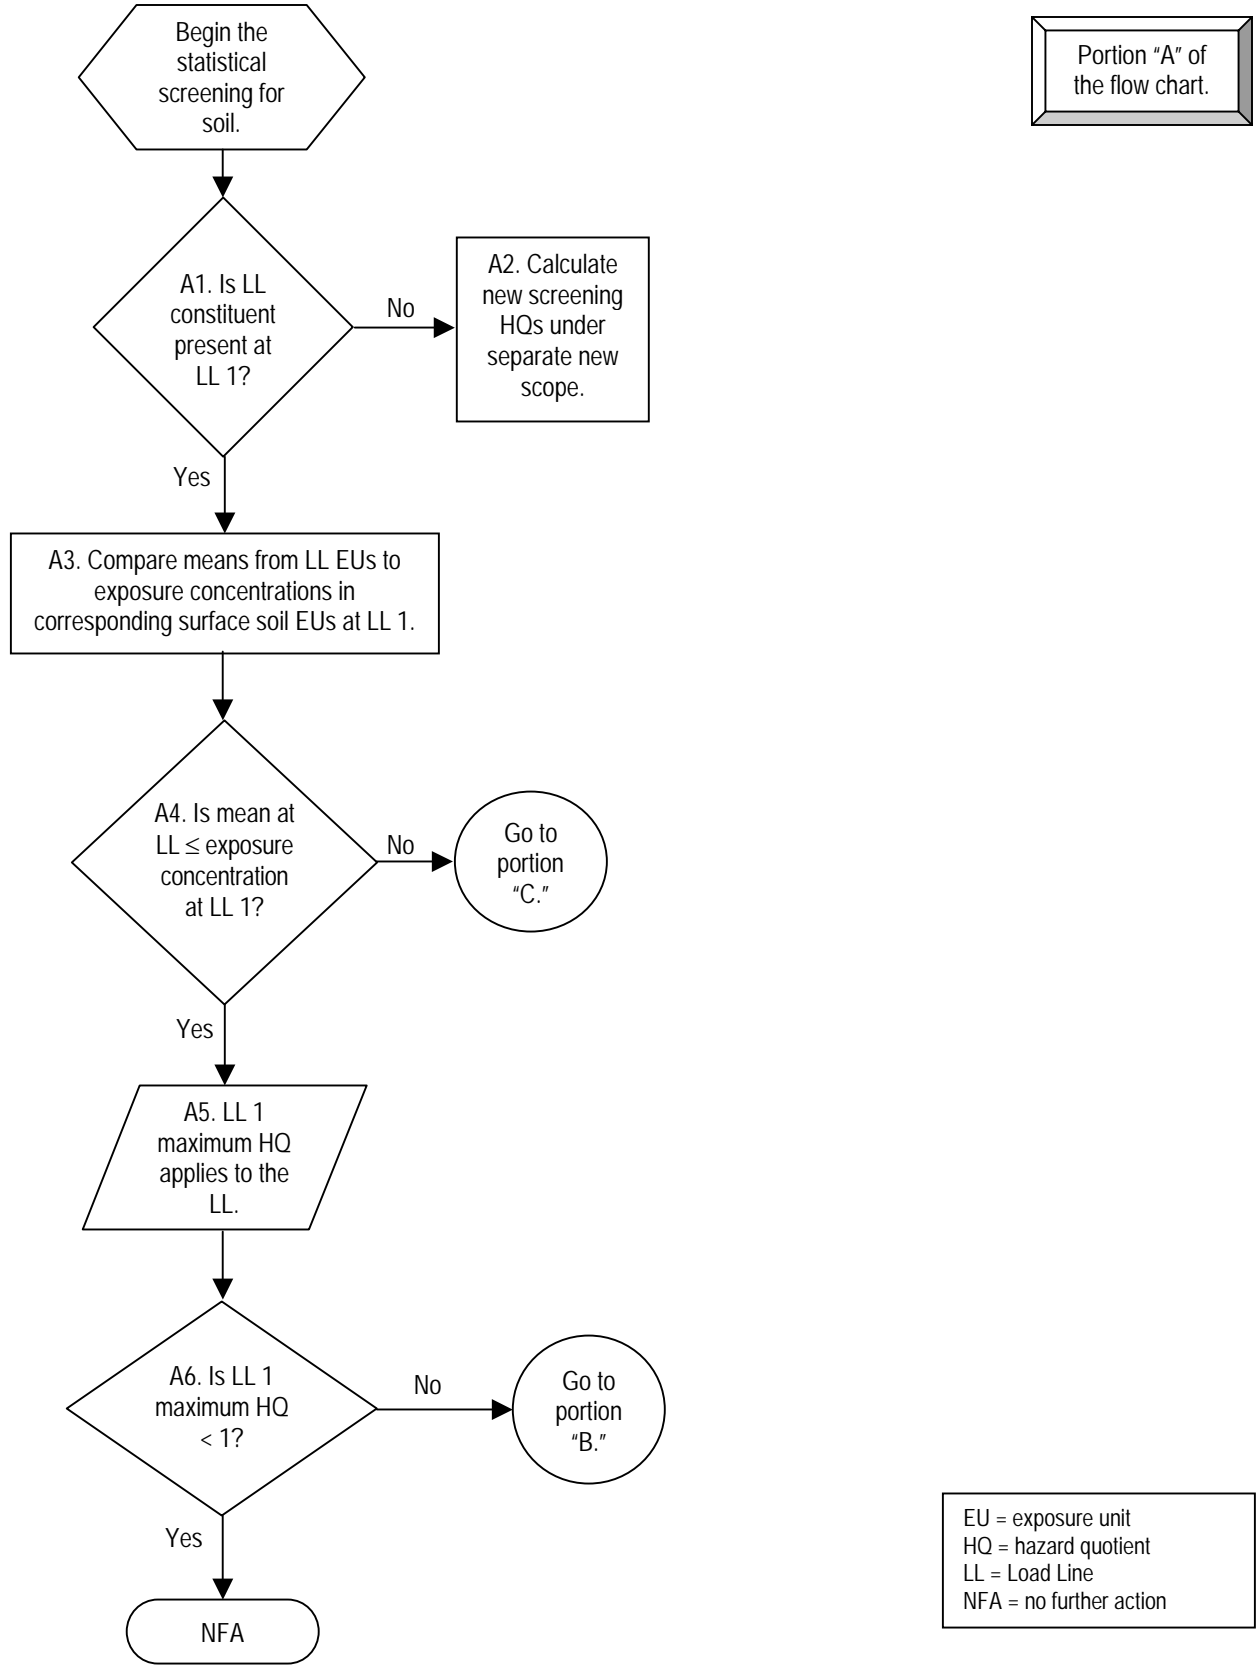 Begin the
statistical
screening for
soil.
Portion "A" of
the flow chart.
A1. Is LL
constituent
present at
LL 1?
No
A2. Calculate
new screening
HQs under
separate new
scope.
Yes
A3. Compare means from LL EUs to
exposure concentrations in
corresponding surface soil EUs at LL 1.
A4. Is mean at
LL ≤ exposure
concentration
at LL 1?
No
Go to
portion
"C."
Yes
A5. LL 1
maximum HQ
applies to the
LL.
A6. Is LL 1
maximum HQ
< 1?
No
Go to
portion
"B."
Yes
NFA
EU = exposure unit
HQ = hazard quotient
LL = Load Line
NFA = no further action